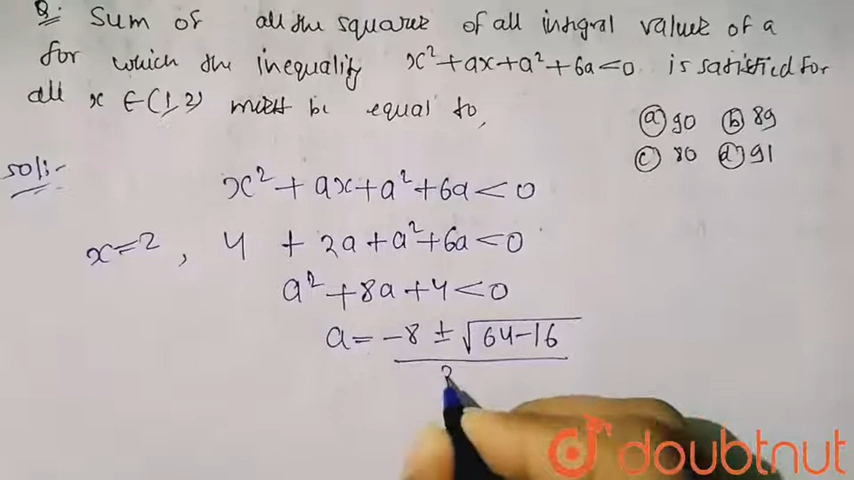 Q:- Sum of all the squares of all integral values of a
for which the inequality x²+ax+a²+6a<0 is satisfied for
all x ∈(1,2) must be equal to,
(a) 90 (b) 89
(c) 80 (d) 91
sol:-
x²+ax+a²+6a<0
x=2, 4 + 2a+a²+6a<0
a²+8a+4<0
a= -8 ± √64-16
2
doubtnut